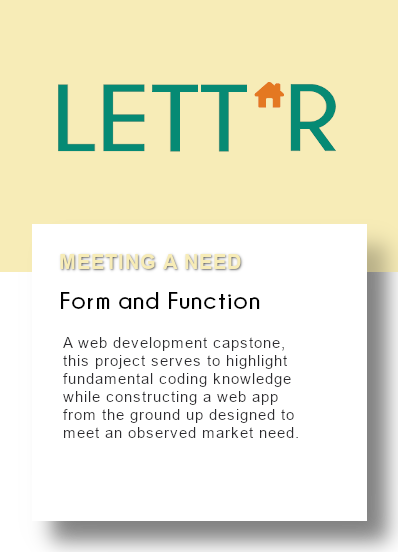 LETT R
MEETING A NEED
Form and Function
A web development capstone,
this project serves to highlight
fundamental coding knowledge
while constructing a web app
from the ground up designed to
meet an observed market need.